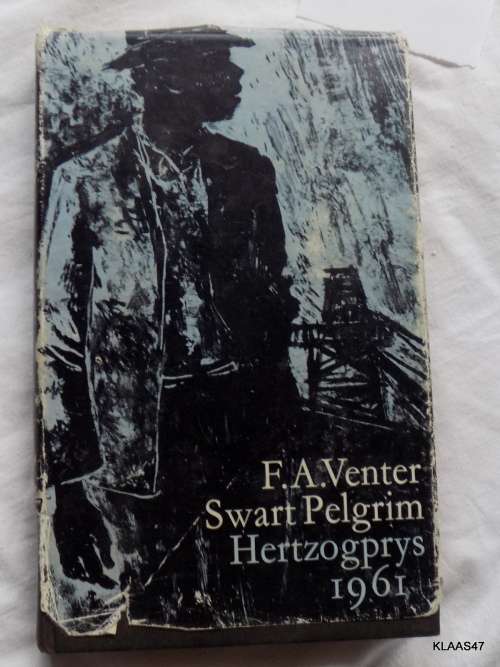 F.A.Venter
Swart Pelgrim
Hertzogprys
1961
KLAAS47